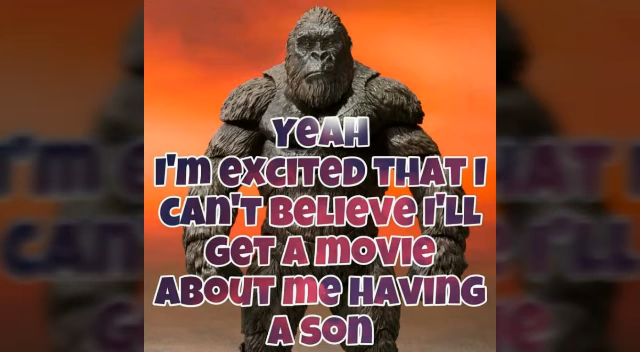 Yeah
I'm excited that I
can't believe I'll
get a movie
about me having
a son